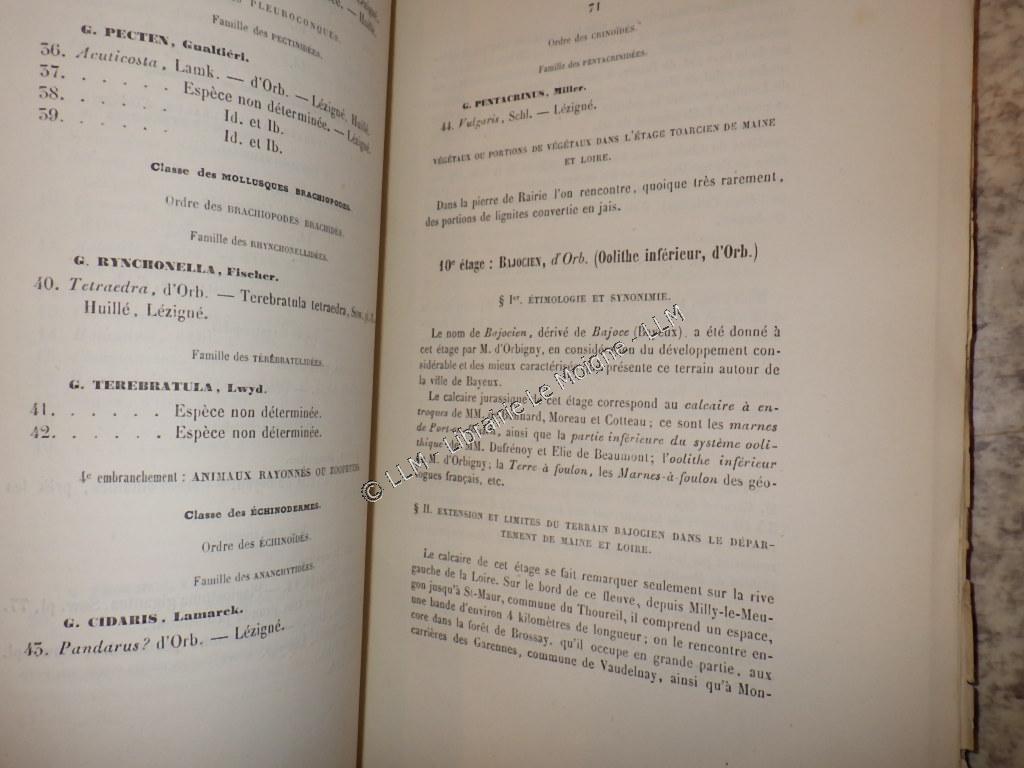 PLEUROCONQUES.
Famille des PECTINIDÉES.
G. PECTEN, Gualtiéri.
36. Acuticosta, Lamk. — d'Orb. — Lézigné, Huillé.
37. . . . . . Espèce non déterminée. — Lézigné.
38. . . . . . Id. et Ib.
39. . . . . . Id. et Ib.
Classe des MOLLUSQUES BRACHIOPODES.
Ordre des BRACHIOPODES BRACHIDÉS.
Famille des RHYNCHONELLIDÉES.
G. RYNCHONELLA, Fischer.
40. Tetraedra, d'Orb. — Terebratula tetraedra, Sow.
Huillé, Lézigné.
Famille des TÉRÉBRATULIDÉES.
G. TEREBRATULA, Lwyd.
41. . . . . . . Espèce non déterminée.
42. . . . . . . Espèce non déterminée.
4e embranchement : ANIMAUX RAYONNÉS OU ZOOPHYTES
Classe des ÉCHINODERMES.
Ordre des ÉCHINOÏDÉS.
Famille des ANANCHYTIDÉES.
G. CIDARIS, Lamarck.
43. Pandarus? d'Orb. — Lézigné.
71
Ordre des CRINOÏDÉS.
Famille des PENTACRINIDÉES.
G. PENTACRINUS, Miller.
44. Vulgaris, Schl. — Lézigné.
VÉGÉTAUX OU PORTIONS DE VÉGÉTAUX DANS L'ÉTAGE TOARCIEN DE MAINE
ET LOIRE.
Dans la pierre de Rairie l'on rencontre, quoique très rarement,
des portions de lignites convertie en jais.
10e étage : BAJOCIEN, d'Orb. (Oolithe inférieur, d'Orb.)
§ Ier. ÉTIMOLOGIE ET SYNONIMIE.
Le nom de Bajocien, dérivé de Bajoce (Bayeux), a été donné à
cet étage par M. d'Orbigny, en considération du développement con-
sidérable et des mieux caractérisés présente ce terrain autour de
la ville de Bayeux.
Le calcaire jurassique de cet étage correspond au calcaire à en-
troques de MM. Moreau et Cotteau ; ce sont les marnes
de ainsi que la partie inférieure du système ooli-
thique de MM. Dufrénoy et Elie de Beaumont ; l'oolithe inférieur
de M. d'Orbigny ; la Terre à foulon, les Marnes-à-foulon des géo-
logues français, etc.
§ II. EXTENSION ET LIMITES DU TERRAIN BAJOCIEN DANS LE DÉPAR-
TEMENT DE MAINE ET LOIRE.
Le calcaire de cet étage se fait remarquer seulement sur la rive
gauche de la Loire. Sur le bord de ce fleuve, depuis Milly-le-Meu-
gon jusqu'à St-Maur, commune du Thoureil, il comprend un espace,
une bande d'environ 4 kilomètres de longueur ; on le rencontre en-
core dans la forêt de Brossay, qu'il occupe en grande partie, aux
carrières des Garennes, commune de Vaudelnay, ainsi qu'à Mon-
© LLM - Librairie Le Moigne - LLM